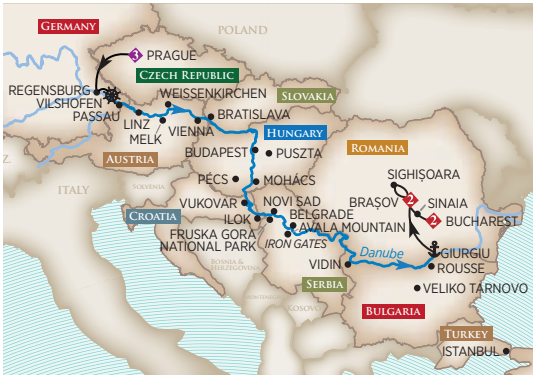 GERMANY
POLAND
3 PRAGUE
CZECH REPUBLIC
REGENSBURG
VILSHOFEN
PASSAU
WEISSENKIRCHEN
SLOVAKIA
LINZ
MELK
VIENNA
BRATISLAVA
HUNGARY
AUSTRIA
BUDAPEST
PUSZTA
ROMANIA
SIGHIȘOARA
ITALY
SLOVENIA
PÉCS
MOHÁCS
BRAȘOV
2
SINAIA
2
BUCHAREST
CROATIA
VUKOVAR
NOVI SAD
ILOK
BELGRADE
AVALA MOUNTAIN
FRUSKA GORA
NATIONAL PARK
IRON GATES
Danube
GIURGIU
ROUSSE
BOSNIA &
HERZEGOVINA
VIDIN
SERBIA
VELIKO TARNOVO
MONTENEGRO
KOSOVO
BULGARIA
TURKEY
ISTANBUL